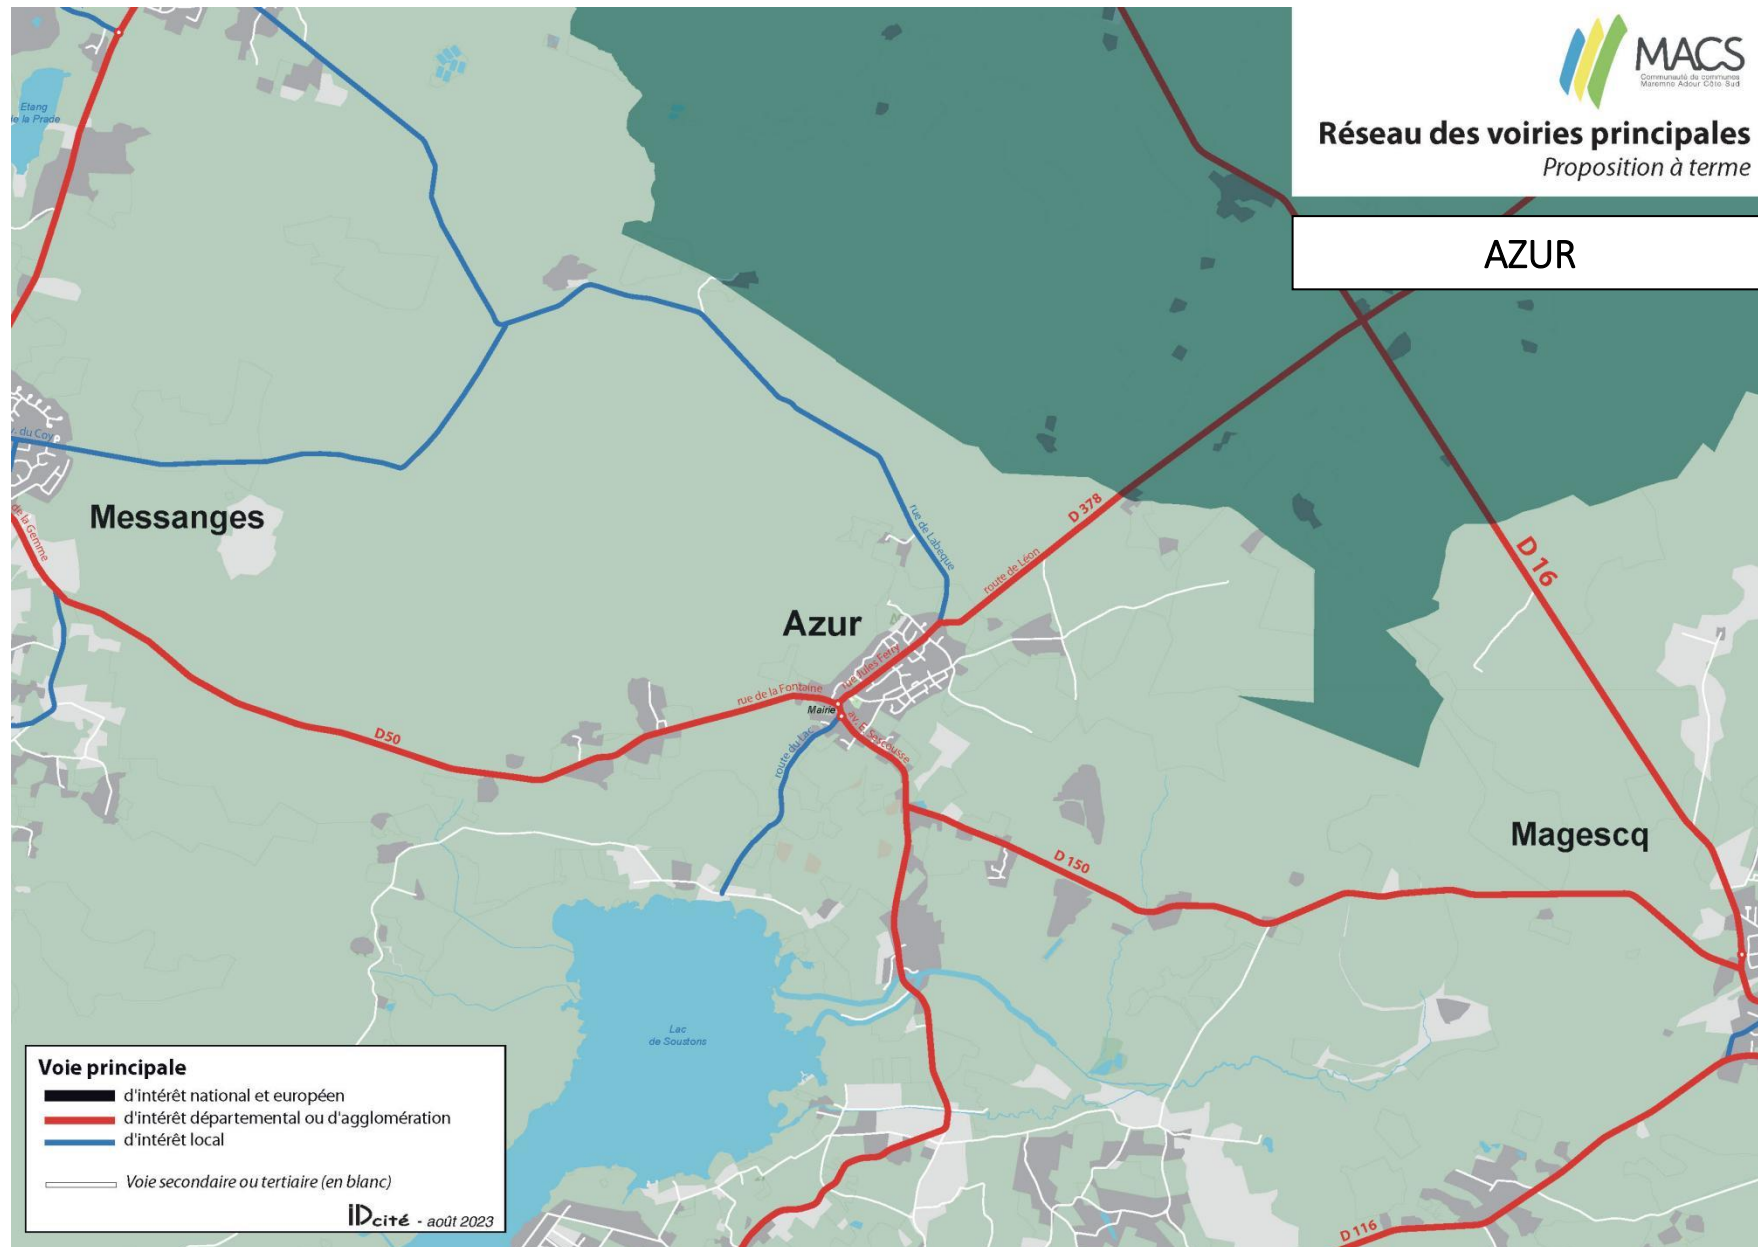 MACS
Communauté de communes
Maremne Adour Côte Sud
Réseau des voiries principales
Proposition à terme
AZUR
Etang
de la Prade
v. du Coy
Messanges
de la Gemme
D50
rue de Labeque
D 378
route de Léon
D 16
Azur
rue Jules Ferry
rue de la Fontaine
Mairie
route du Lac
D 150
Magescq
Lac
de Soustons
D 116
Voie principale
d'intérêt national et européen
d'intérêt départemental ou d'agglomération
d'intérêt local
Voie secondaire ou tertiaire (en blanc)
IDcité - août 2023